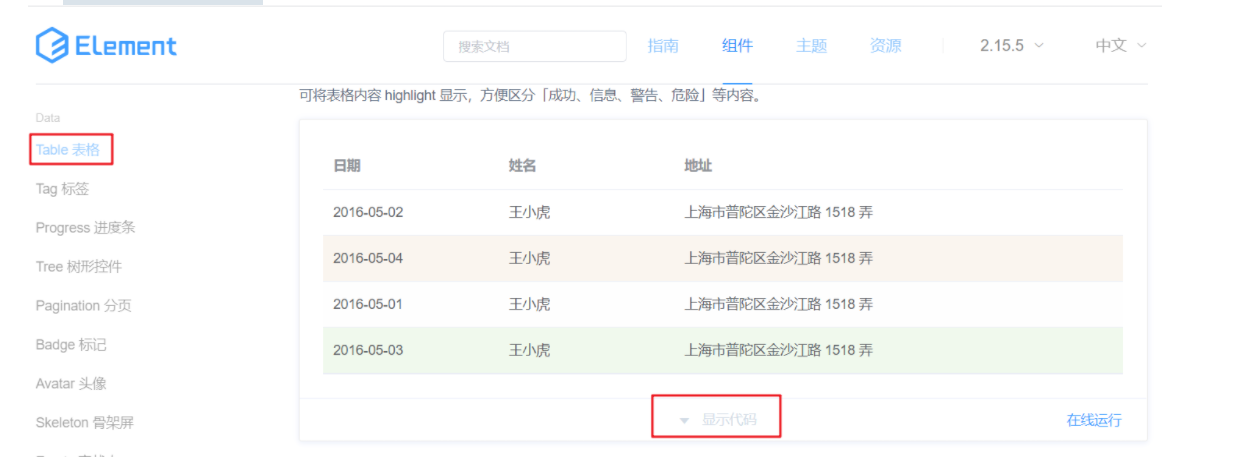 Element
搜索文档
指南 组件 主题 资源 2.15.5 中文
可将表格内容 highlight 显示，方便区分「成功、信息、警告、危险」等内容。
Data
Table 表格
Tag 标签
Progress 进度条
Tree 树形控件
Pagination 分页
Badge 标记
Avatar 头像
Skeleton 骨架屏
日期 姓名 地址
2016-05-02 王小虎 上海市普陀区金沙江路 1518 弄
2016-05-04 王小虎 上海市普陀区金沙江路 1518 弄
2016-05-01 王小虎 上海市普陀区金沙江路 1518 弄
2016-05-03 王小虎 上海市普陀区金沙江路 1518 弄
显示代码 在线运行